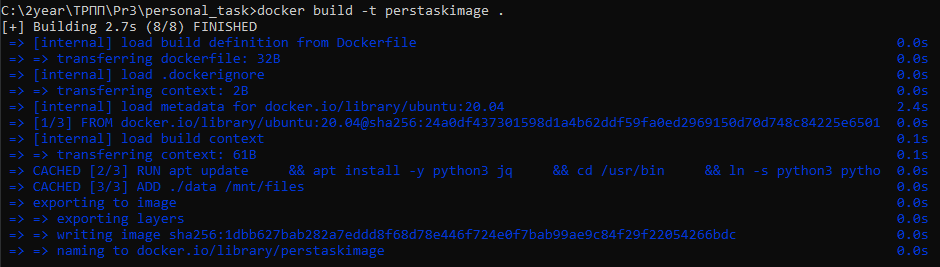 C:\2year\ТРПП\Pr3\personal_task>docker build -t perstaskimage .
[+] Building 2.7s (8/8) FINISHED
=> [internal] load build definition from Dockerfile 0.0s
=> => transferring dockerfile: 32B 0.0s
=> [internal] load .dockerignore 0.0s
=> => transferring context: 2B 0.0s
=> [internal] load metadata for docker.io/library/ubuntu:20.04 2.4s
=> [1/3] FROM docker.io/library/ubuntu:20.04@sha256:24a0df437301598d1a4b62ddf59fa0ed2969150d70d748c84225e6501 0.0s
=> [internal] load build context 0.1s
=> => transferring context: 61B 0.1s
=> CACHED [2/3] RUN apt update     && apt install -y python3 jq     && cd /usr/bin     && ln -s python3 pytho 0.0s
=> CACHED [3/3] ADD ./data /mnt/files 0.0s
=> exporting to image 0.0s
=> => exporting layers 0.0s
=> => writing image sha256:1dbb627bab282a7eddd8f68d78e446f724e0f7bab99ae9c84f29f22054266bdc 0.0s
=> => naming to docker.io/library/perstaskimage 0.0s